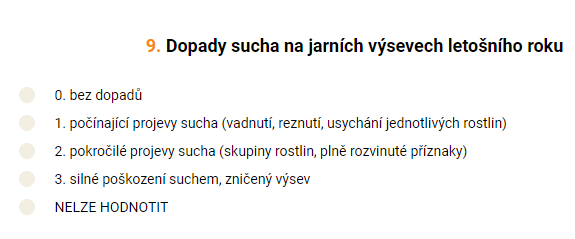 9. Dopady sucha na jarních výsevech letošního roku
0. bez dopadů
1. počínající projevy sucha (vadnutí, reznutí, usychání jednotlivých rostlin)
2. pokročilé projevy sucha (skupiny rostlin, plně rozvinuté příznaky)
3. silné poškození suchem, zničený výsev
NELZE HODNOTIT